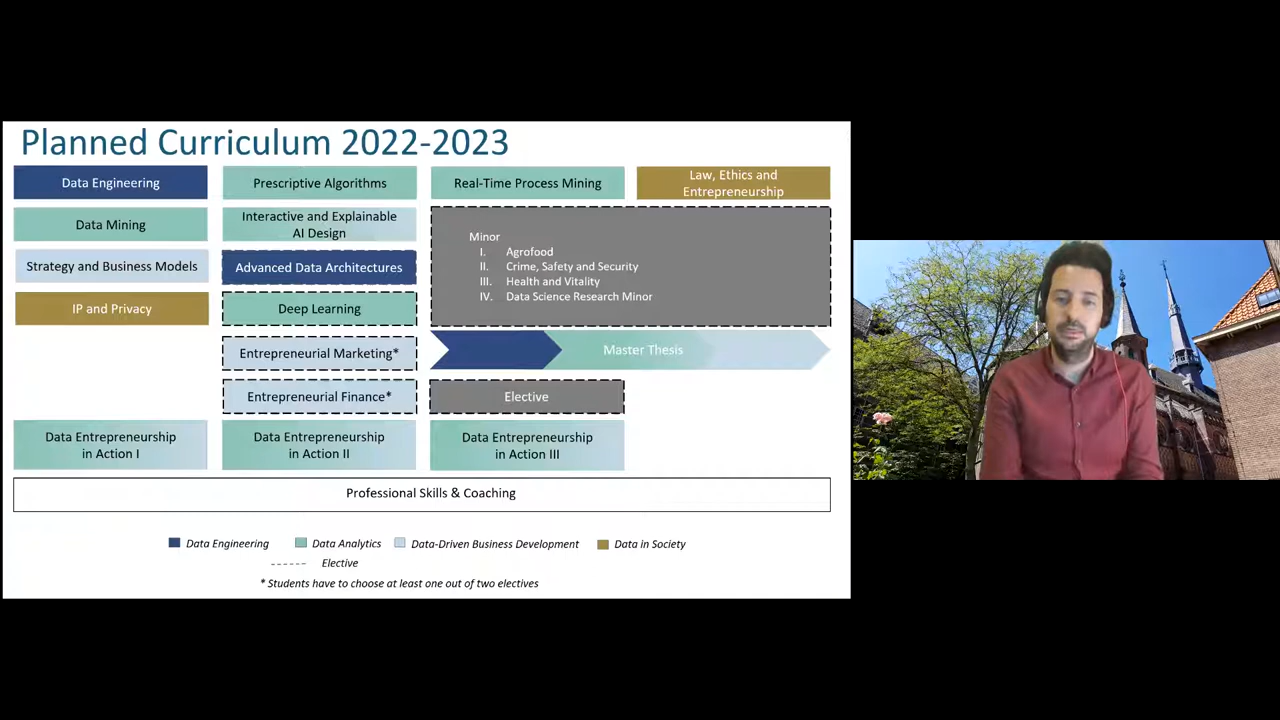 Planned Curriculum 2022-2023
Data Engineering
Prescriptive Algorithms
Real-Time Process Mining
Law, Ethics and
Entrepreneurship
Data Mining
Interactive and Explainable
AI Design
Strategy and Business Models
Advanced Data Architectures
IP and Privacy
Deep Learning
Minor
I. Agrofood
II. Crime, Safety and Security
III. Health and Vitality
IV. Data Science Research Minor
Entrepreneurial Marketing*
Master Thesis
Entrepreneurial Finance*
Elective
Data Entrepreneurship
in Action I
Data Entrepreneurship
in Action II
Data Entrepreneurship
in Action III
Professional Skills & Coaching
Data Engineering
Data Analytics
Data-Driven Business Development
Data in Society
Elective
* Students have to choose at least one out of two electives